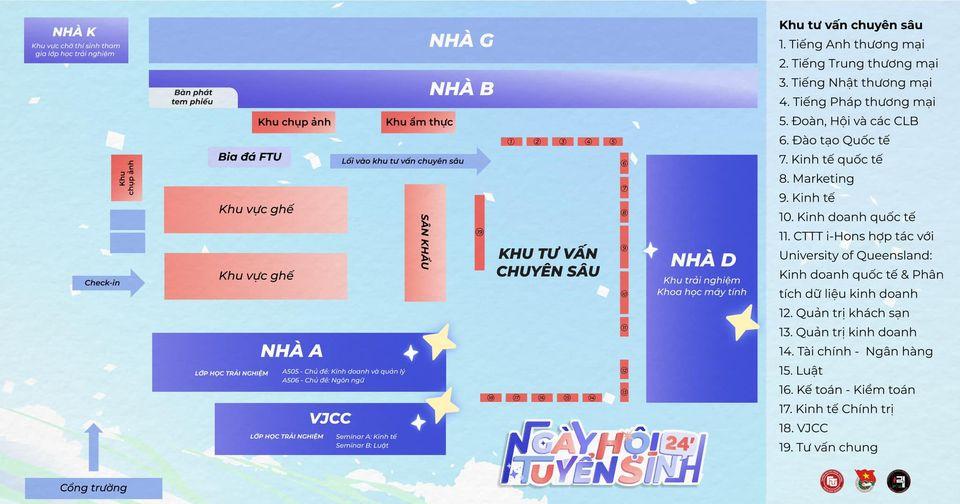 NHÀ K
Khu vực chờ thí sinh tham
gia lớp học trải nghiệm
NHÀ G
NHÀ B
Bàn phát
tem phiếu
Khu chụp ảnh
Khu ẩm thực
Bia đá FTU
Lối vào khu tư vấn chuyên sâu
Khu
chụp ảnh
Khu vực ghế
Khu vực ghế
SÂN KHẤU
Check-in
1
2
3
4
5
6
7
8
9
10
11
12
13
14
15
16
17
18
19
KHU TƯ VẤN
CHUYÊN SÂU
NHÀ D
Khu trải nghiệm
Khoa học máy tính
NHÀ A
LỚP HỌC TRẢI NGHIỆM
A505 - Chủ đề: Kinh doanh và quản lý
A506 - Chủ đề: Ngôn ngữ
VJCC
LỚP HỌC TRẢI NGHIỆM
Seminar A: Kinh tế
Seminar B: Luật
Cổng trường
NGÀY HỘI 24'
TUYỂN SINH
Khu tư vấn chuyên sâu
1. Tiếng Anh thương mại
2. Tiếng Trung thương mại
3. Tiếng Nhật thương mại
4. Tiếng Pháp thương mại
5. Đoàn, Hội và các CLB
6. Đào tạo Quốc tế
7. Kinh tế quốc tế
8. Marketing
9. Kinh tế
10. Kinh doanh quốc tế
11. CTTT i-Hons hợp tác với
University of Queensland:
Kinh doanh quốc tế & Phân
tích dữ liệu kinh doanh
12. Quản trị khách sạn
13. Quản trị kinh doanh
14. Tài chính - Ngân hàng
15. Luật
16. Kế toán - Kiểm toán
17. Kinh tế Chính trị
18. VJCC
19. Tư vấn chung